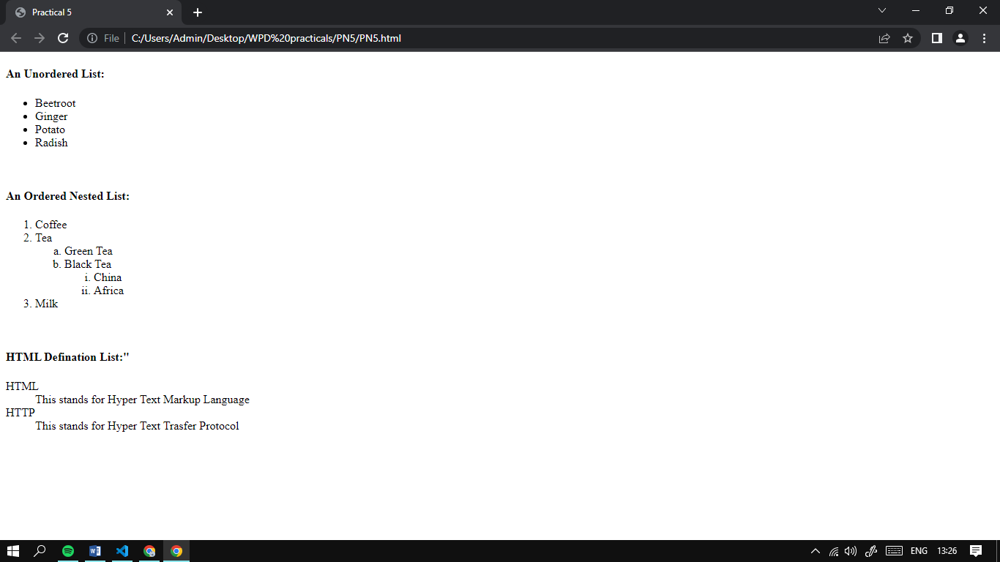 Practical 5
File C:/Users/Admin/Desktop/WPD%20practicals/PN5/PN5.html
An Unordered List:
• Beetroot
• Ginger
• Potato
• Radish
An Ordered Nested List:
1. Coffee
2. Tea
a. Green Tea
b. Black Tea
i. China
ii. Africa
3. Milk
HTML Defination List:"
HTML
This stands for Hyper Text Markup Language
HTTP
This stands for Hyper Text Trasfer Protocol
ENG 13:26